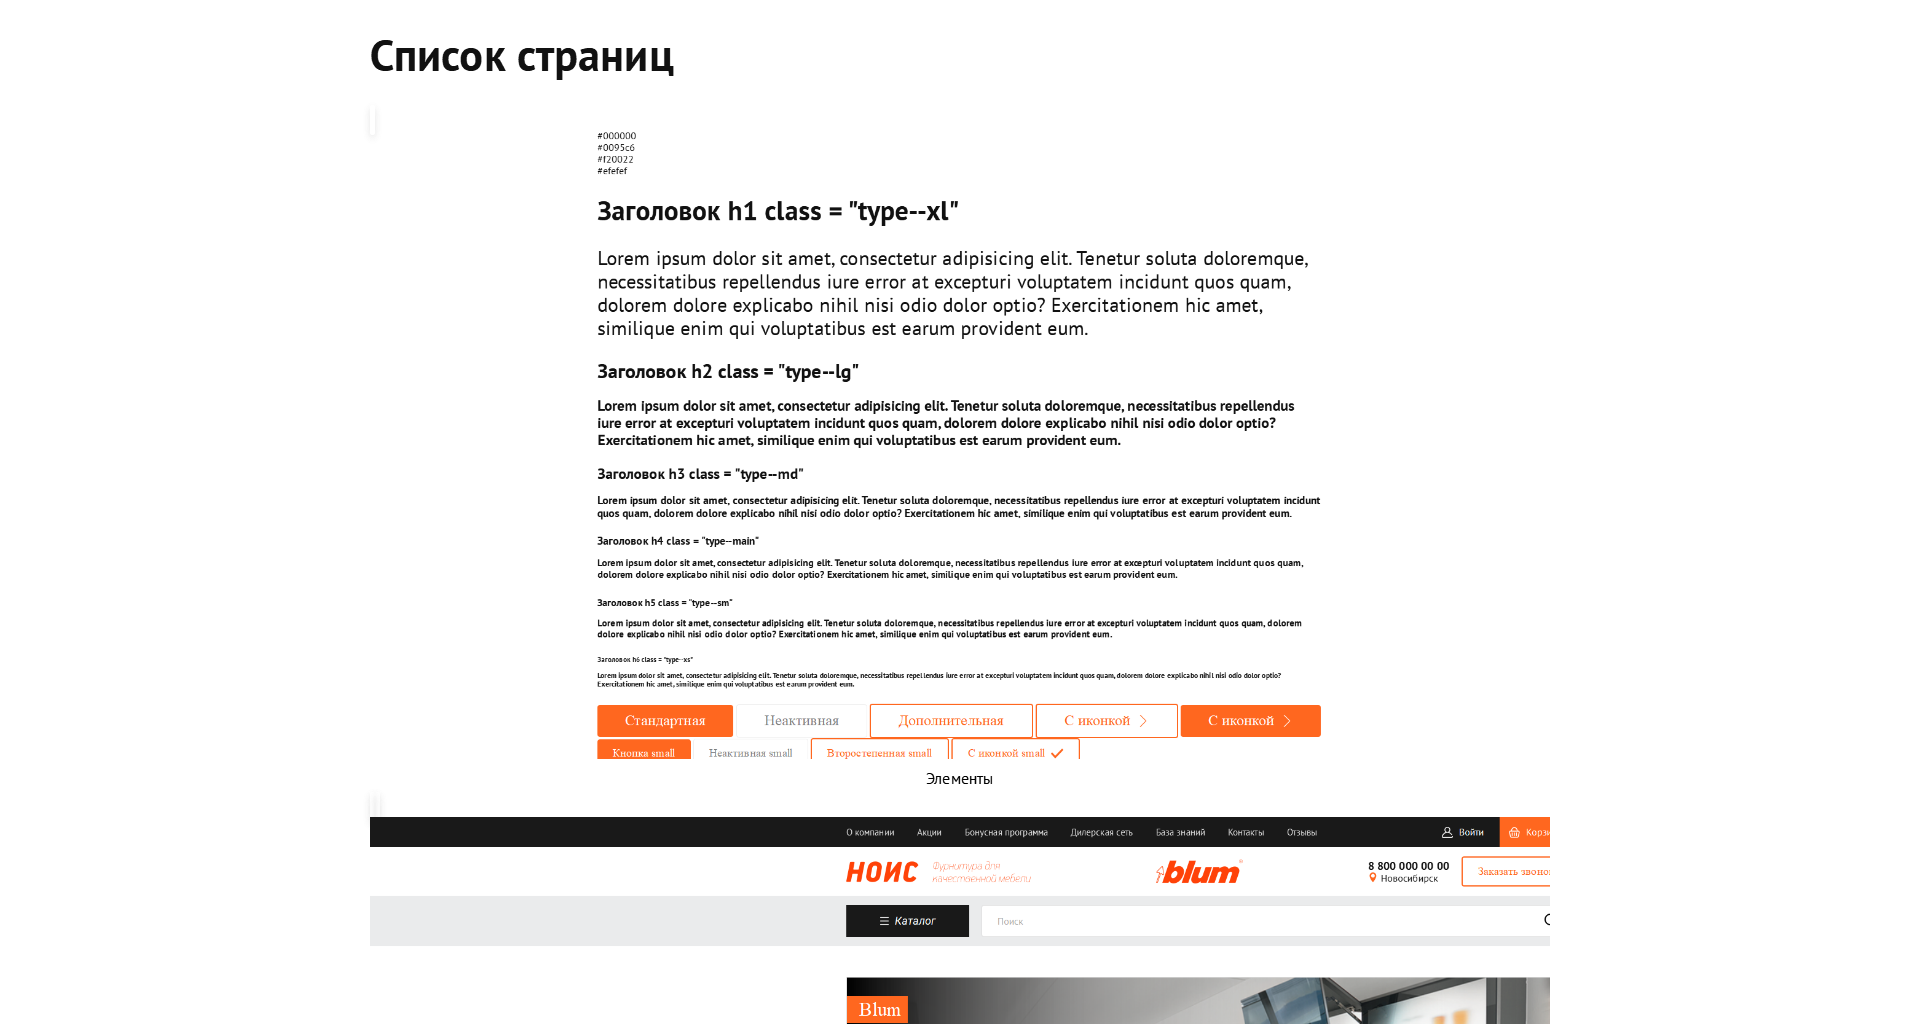 Список страниц
#000000
#0095c6
#f20022
#efefef
Заголовок h1 class = "type--xl"
Lorem ipsum dolor sit amet, consectetur adipisicing elit. Tenetur soluta doloremque,
necessitatibus repellendus iure error at excepturi voluptatem incidunt quos quam,
dolorem dolore explicabo nihil nisi odio dolor optio? Exercitationem hic amet,
similique enim qui voluptatibus est earum provident eum.
Заголовок h2 class = "type--lg"
Lorem ipsum dolor sit amet, consectetur adipisicing elit. Tenetur soluta doloremque, necessitatibus repellendus
iure error at excepturi voluptatem incidunt quos quam, dolorem dolore explicabo nihil nisi odio dolor optio?
Exercitationem hic amet, similique enim qui voluptatibus est earum provident eum.
Заголовок h3 class = "type--md"
Lorem ipsum dolor sit amet, consectetur adipisicing elit. Tenetur soluta doloremque, necessitatibus repellendus iure error at excepturi voluptatem incidunt
quos quam, dolorem dolore explicabo nihil nisi odio dolor optio? Exercitationem hic amet, similique enim qui voluptatibus est earum provident eum.
Заголовок h4 class = "type--main"
Lorem ipsum dolor sit amet, consectetur adipisicing elit. Tenetur soluta doloremque, necessitatibus repellendus iure error at excepturi voluptatem incidunt quos quam,
dolorem dolore explicabo nihil nisi odio dolor optio? Exercitationem hic amet, similique enim qui voluptatibus est earum provident eum.
Заголовок h5 class = "type--sm"
Lorem ipsum dolor sit amet, consectetur adipisicing elit. Tenetur soluta doloremque, necessitatibus repellendus iure error at excepturi voluptatem incidunt quos quam, dolorem
dolore explicabo nihil nisi odio dolor optio? Exercitationem hic amet, similique enim qui voluptatibus est earum provident eum.
Заголовок h6 class = "type--xs"
Lorem ipsum dolor sit amet, consectetur adipisicing elit. Tenetur soluta doloremque, necessitatibus repellendus iure error at excepturi voluptatem incidunt quos quam, dolorem dolore explicabo nihil nisi odio dolor optio?
Exercitationem hic amet, similique enim qui voluptatibus est earum provident eum.
Стандартная Неактивная Дополнительная С иконкой С иконкой
Кнопка small Неактивная small Второстепенная small С иконкой small
Элементы
О компании Акции Бонусная программа Дилерская сеть База знаний Контакты Отзывы Войти Корзи
НОИС Фурнитура для blum 8 800 000 00 00 Заказать звоно
качественной мебели Новосибирск
Каталог Поиск
Blum